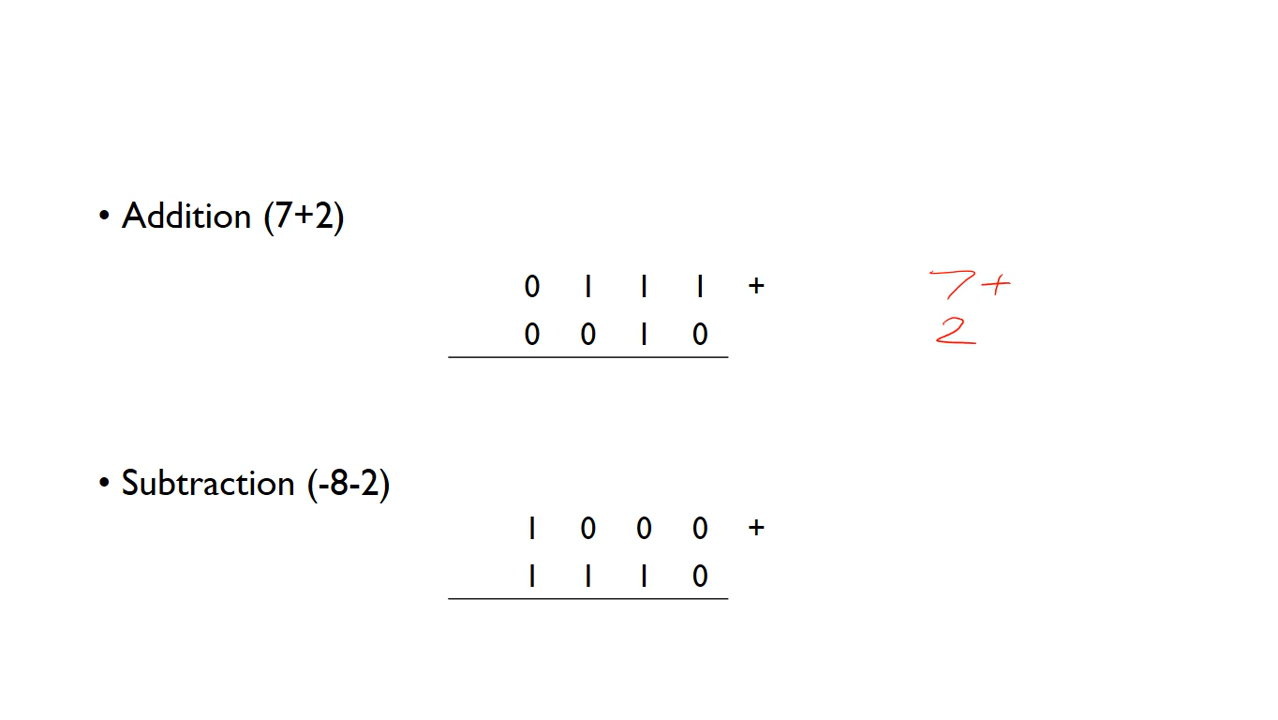 • Addition (7+2)
0 1 1 1 + 7+
0 0 1 0 2
• Subtraction (-8-2)
1 0 0 0 +
1 1 1 0